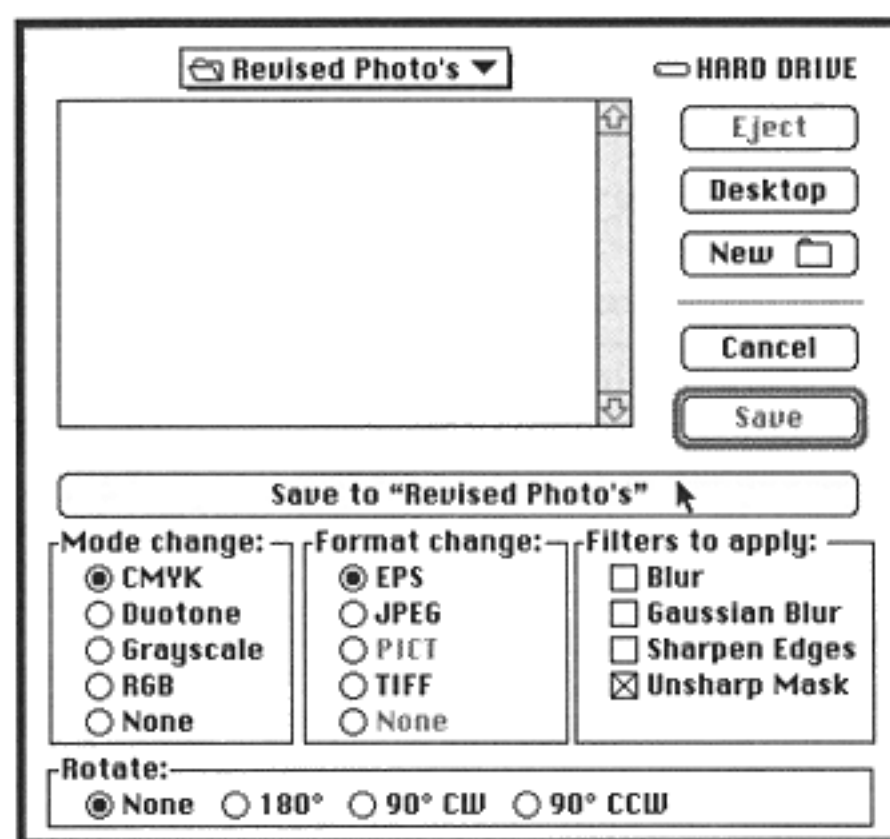 Revised Photo's
HARD DRIVE
Eject
Desktop
New
Cancel
Save
Save to “Revised Photo's”
Mode change:
CMYK
Duotone
Grayscale
RGB
None
Format change:
EPS
JPEG
PICT
TIFF
None
Filters to apply:
Blur
Gaussian Blur
Sharpen Edges
Unsharp Mask
Rotate:
None 180° 90° CW 90° CCW